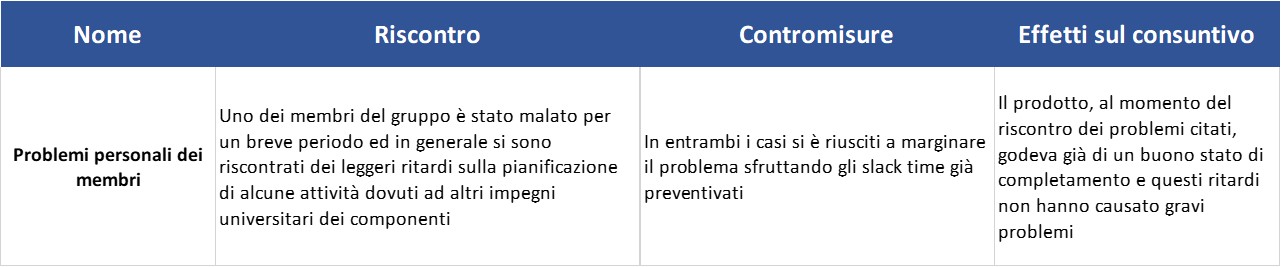 Nome
Riscontro
Contromisure
Effetti sul consuntivo
Problemi personali dei
membri
Uno dei membri del gruppo è stato malato per
un breve periodo ed in generale si sono
riscontrati dei leggeri ritardi sulla pianificazione
di alcune attività dovuti ad altri impegni
universitari dei componenti
In entrambi i casi si è riusciti a marginare
il problema sfruttando gli slack time già
preventivati
Il prodotto, al momento del
riscontro dei problemi citati,
godeva già di un buono stato di
completamento e questi ritardi
non hanno causato gravi
problemi